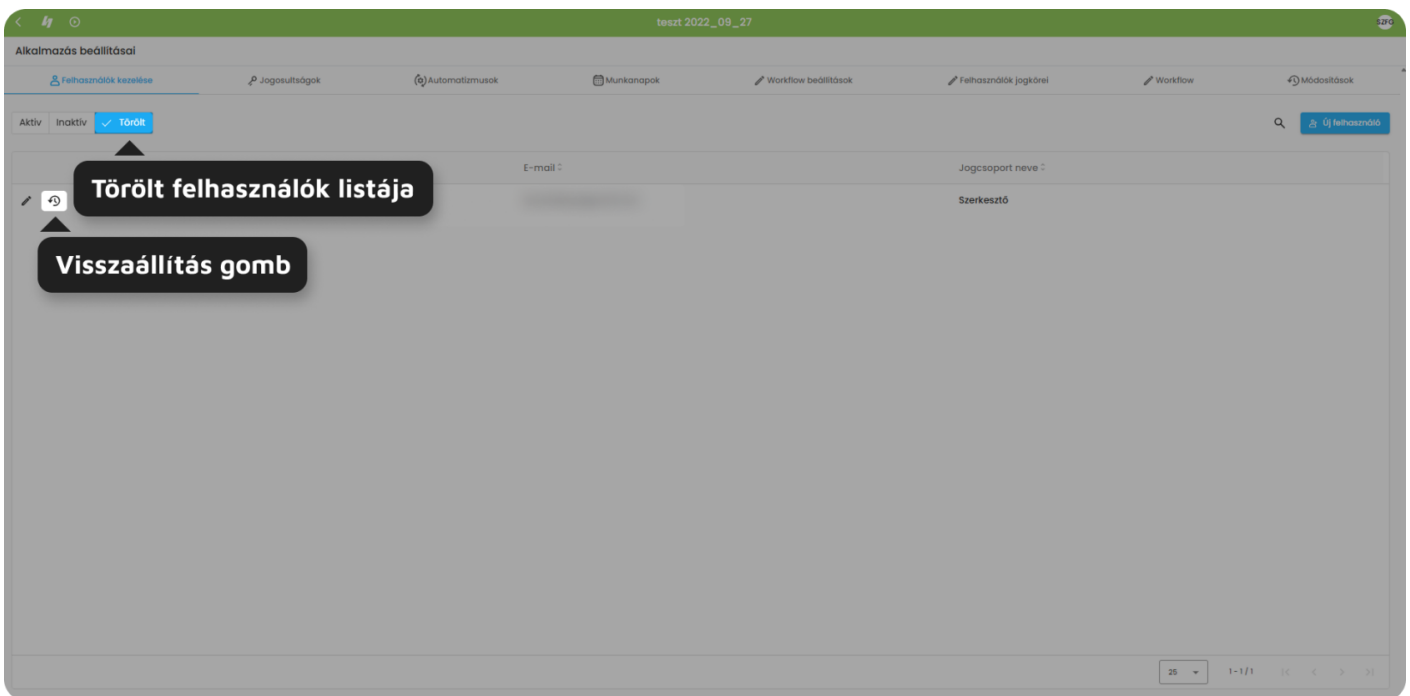 teszt 2022_09_27
SZFG
Alkalmazás beállításai
Felhasználók kezelése Jogosultságok Automatizmusok Munkanapok Workflow beállítások Felhasználók jogkörei Workflow Módosítások
Aktív Inaktív Törölt Új felhasználó
E-mail Jogcsoport neve
Törölt felhasználók listája
Szerkesztő
Visszaállítás gomb
25 1-1/1